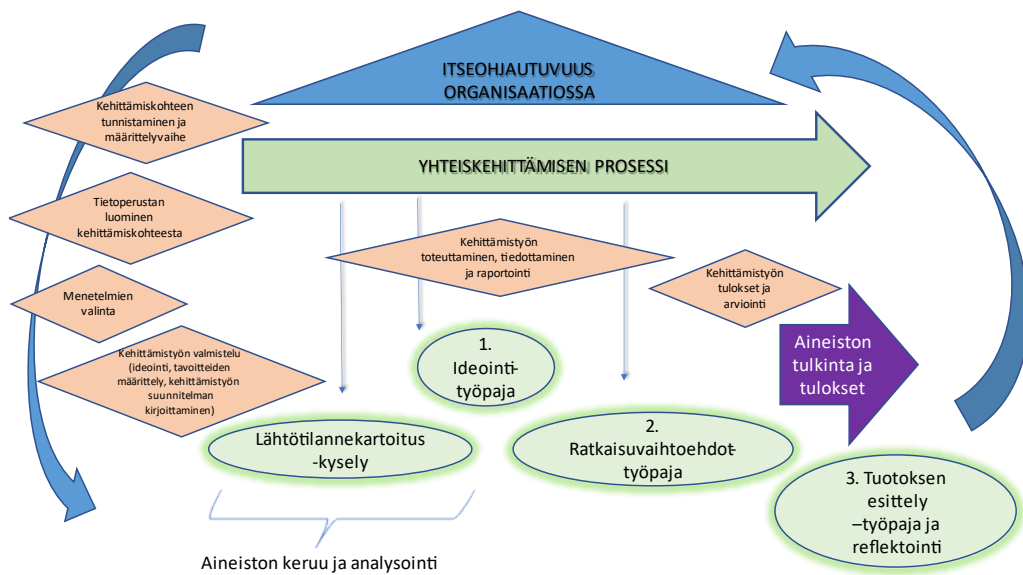 ITSEOHJAUTUVUUS
ORGANISAATIOSSA
YHTEISKEHITTÄMISEN PROSESSI
Kehittämiskohteen
tunnistaminen ja
määrittelyvaihe
Tietoperustan
luominen
kehittämiskohteesta
Menetelmien
valinta
Kehittämistyön valmistelu
(ideointi, tavoitteiden
määrittely, kehittämistyön
suunnitelman
kirjoittaminen)
Kehittämistyön
toteuttaminen, tiedottaminen
ja raportointi
Kehittämistyön
tulokset ja
arviointi
Aineiston
tulkinta ja
tulokset
Lähtötilannekartoitus
-kysely
1.
Ideointi-
työpaja
2.
Ratkaisuvaihtoehdot-
työpaja
3. Tuotoksen
esittely
–työpaja ja
reflektointi
Aineiston keruu ja analysointi